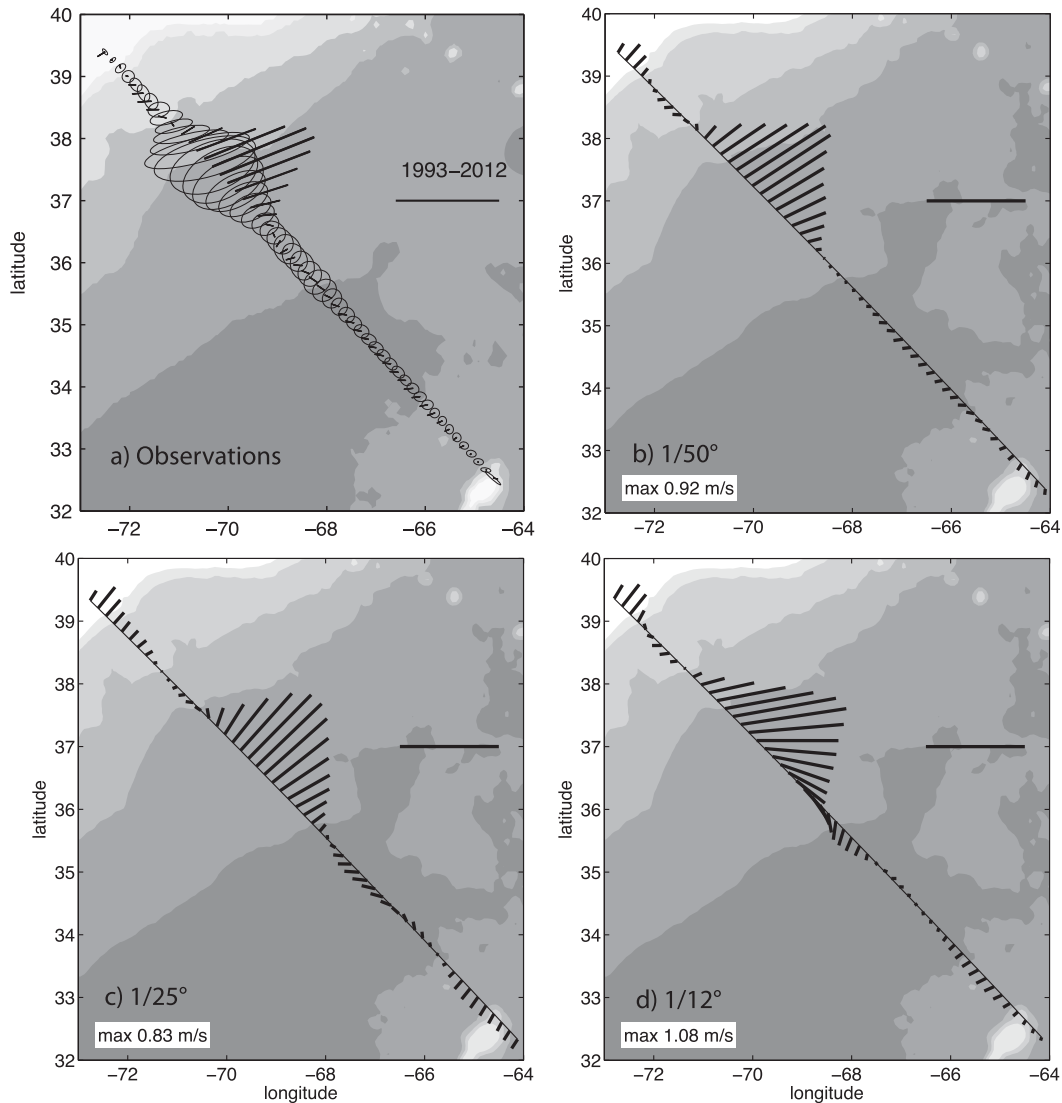 40
39
38
37
36
35
34
33
32
latitude
1993–2012
a) Observations
−72 −70 −68 −66 −64
40
39
38
37
36
35
34
33
32
latitude
b) 1/50°
max 0.92 m/s
−72 −70 −68 −66 −64
40
39
38
37
36
35
34
33
32
latitude
c) 1/25°
max 0.83 m/s
−72 −70 −68 −66 −64
longitude
40
39
38
37
36
35
34
33
32
latitude
d) 1/12°
max 1.08 m/s
−72 −70 −68 −66 −64
longitude